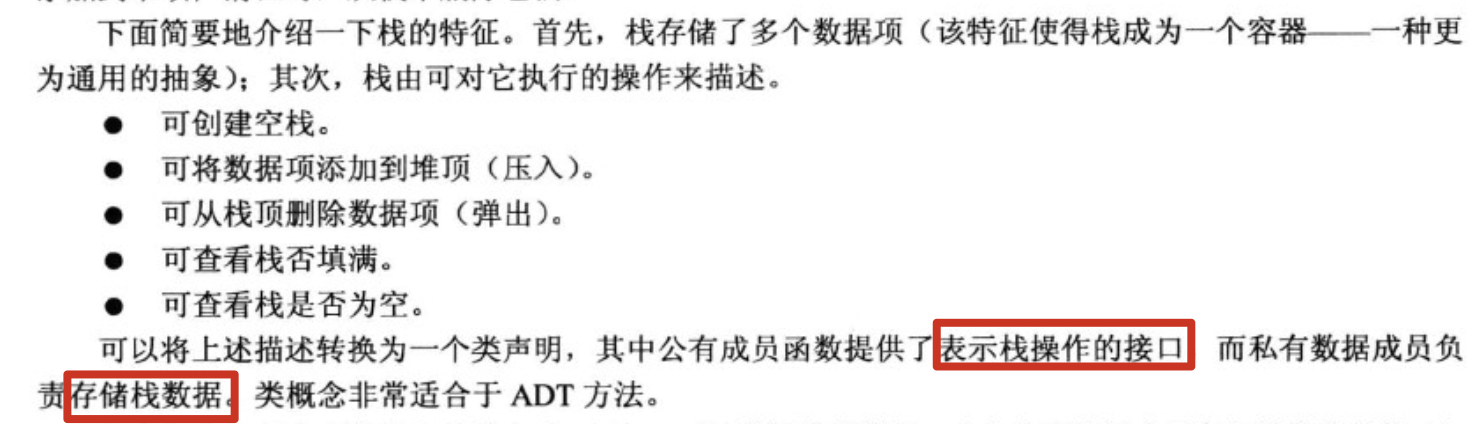 下面简要地介绍一下栈的特征。首先，栈存储了多个数据项（该特征使得栈成为一个容器——一种更
为通用的抽象）；其次，栈由可对它执行的操作来描述。
● 可创建空栈。
● 可将数据项添加到堆顶（压入）。
● 可从栈顶删除数据项（弹出）。
● 可查看栈否填满。
● 可查看栈是否为空。
可以将上述描述转换为一个类声明，其中公有成员函数提供了表示栈操作的接口 而私有数据成员负
责存储栈数据。类概念非常适合于 ADT 方法。